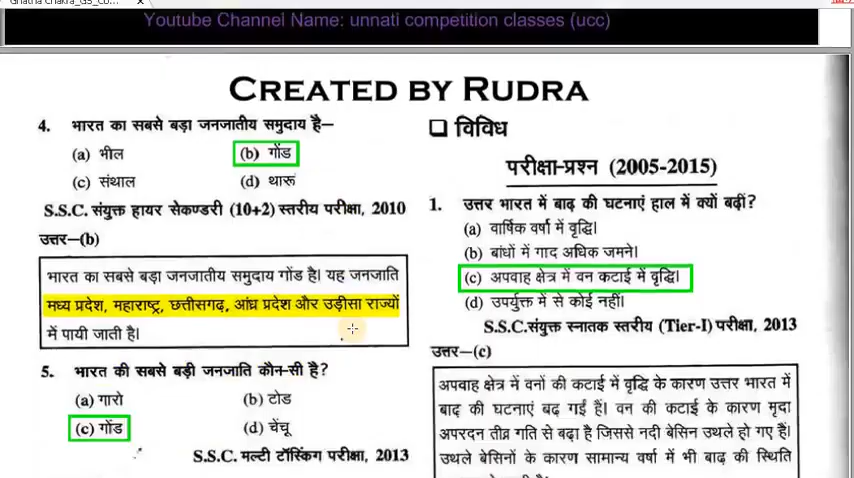 Youtube Channel Name: unnati competition classes (ucc)
CREATED BY RUDRA
4. भारत का सबसे बड़ा जनजातीय समुदाय है–
(a) भील (b) गोंड
(c) संथाल (d) थारू
S.S.C. संयुक्त हायर सेकण्डरी (10+2) स्तरीय परीक्षा, 2010
उत्तर–(b)
भारत का सबसे बड़ा जनजातीय समुदाय गोंड है। यह जनजाति
मध्य प्रदेश, महाराष्ट्र, छत्तीसगढ़, आंध्र प्रदेश और उड़ीसा राज्यों
में पायी जाती है।
5. भारत की सबसे बड़ी जनजाति कौन-सी है?
(a) गारो (b) टोड
(c) गोंड (d) चेंचू
S.S.C. मल्टी टॉस्किंग परीक्षा, 2013
❑ विविध
परीक्षा-प्रश्न (2005-2015)
1. उत्तर भारत में बाढ़ की घटनाएं हाल में क्यों बढ़ीं?
(a) वार्षिक वर्षा में वृद्धि।
(b) बांधों में गाद अधिक जमने।
(c) अपवाह क्षेत्र में वन कटाई में वृद्धि।
(d) उपर्युक्त में से कोई नहीं।
S.S.C. संयुक्त स्नातक स्तरीय (Tier-I) परीक्षा, 2013
उत्तर–(c)
अपवाह क्षेत्र में वनों की कटाई में वृद्धि के कारण उत्तर भारत में
बाढ़ की घटनाएं बढ़ गईं हैं। वन की कटाई के कारण मृदा
अपरदन तीव्र गति से बढ़ा है जिससे नदी बेसिन उथले हो गए हैं।
उथले बेसिनों के कारण सामान्य वर्षा में भी बाढ़ की स्थिति